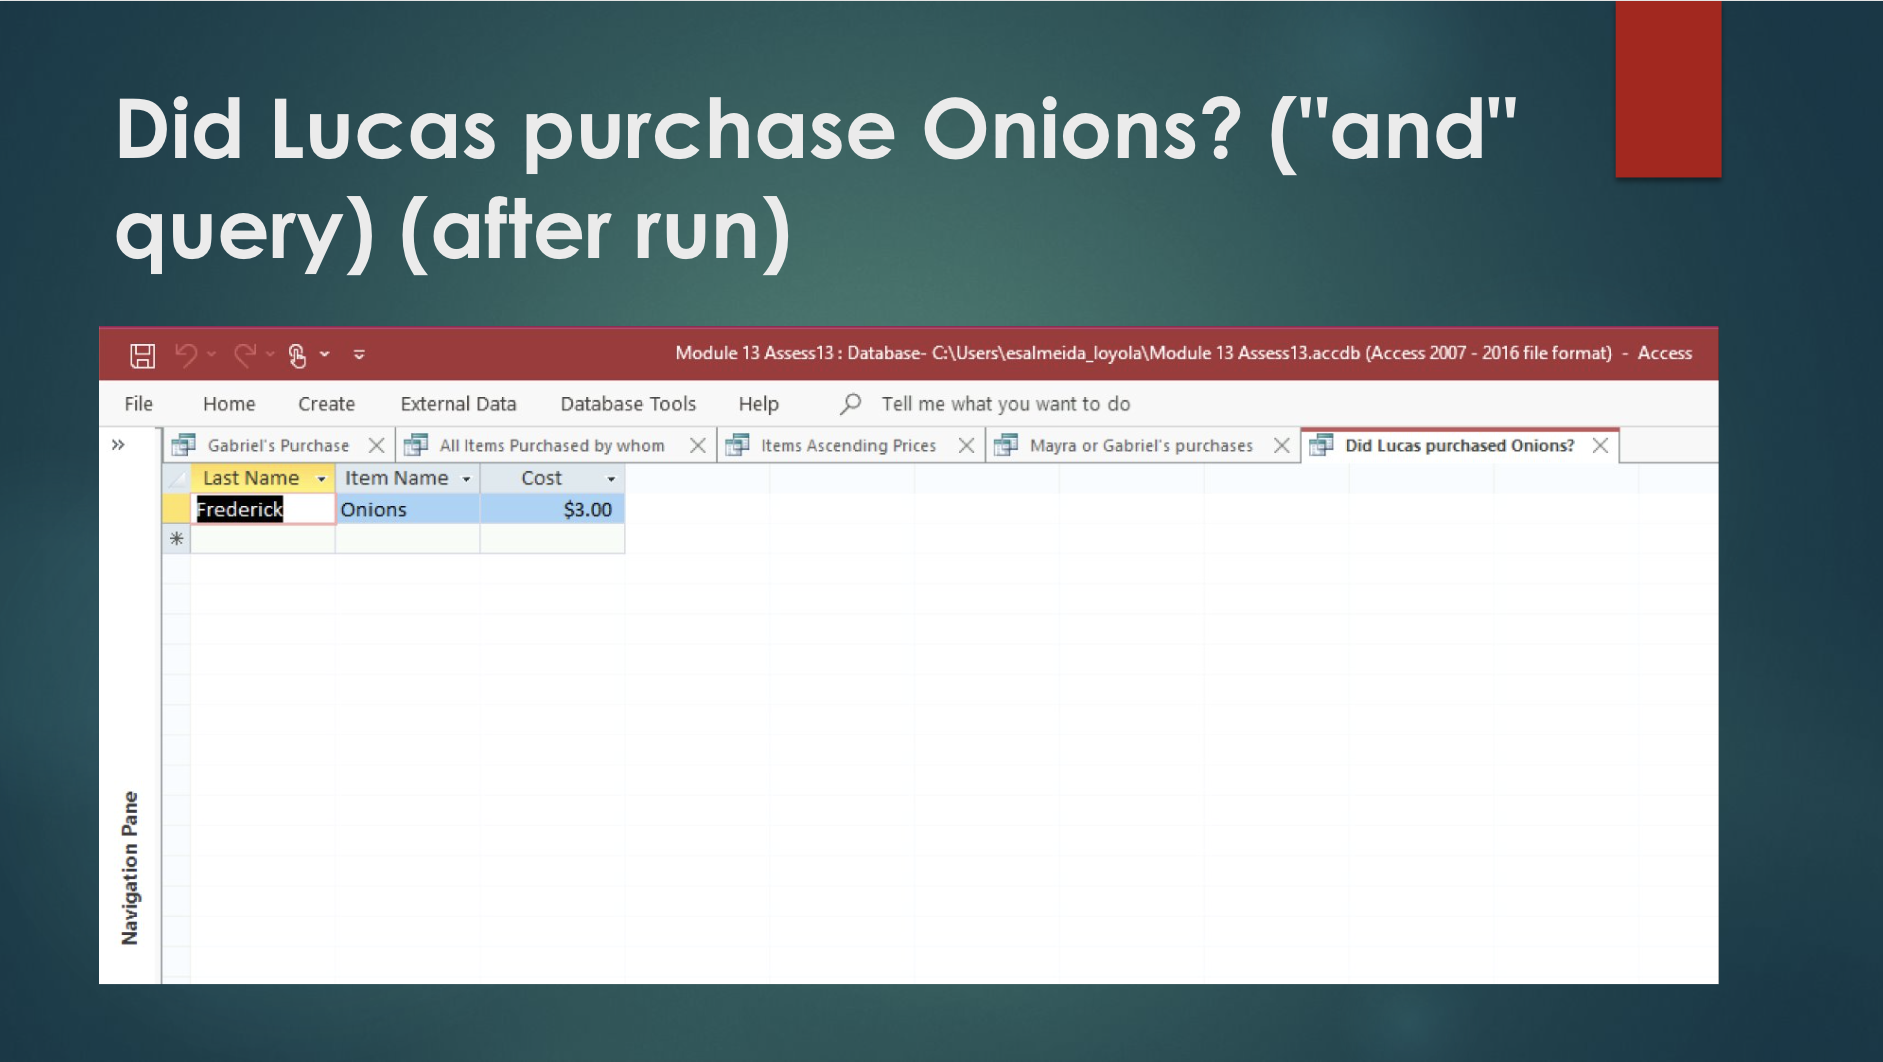 Did Lucas purchase Onions? ("and"
query) (after run)
Module 13 Assess13 : Database- C:\Users\esalmeida_loyola\Module 13 Assess13.accdb (Access 2007 - 2016 file format) - Access
File Home Create External Data Database Tools Help Tell me what you want to do
» Gabriel's Purchase All Items Purchased by whom Items Ascending Prices Mayra or Gabriel's purchases Did Lucas purchased Onions?
Last Name Item Name Cost
Frederick Onions $3.00
*
Navigation Pane